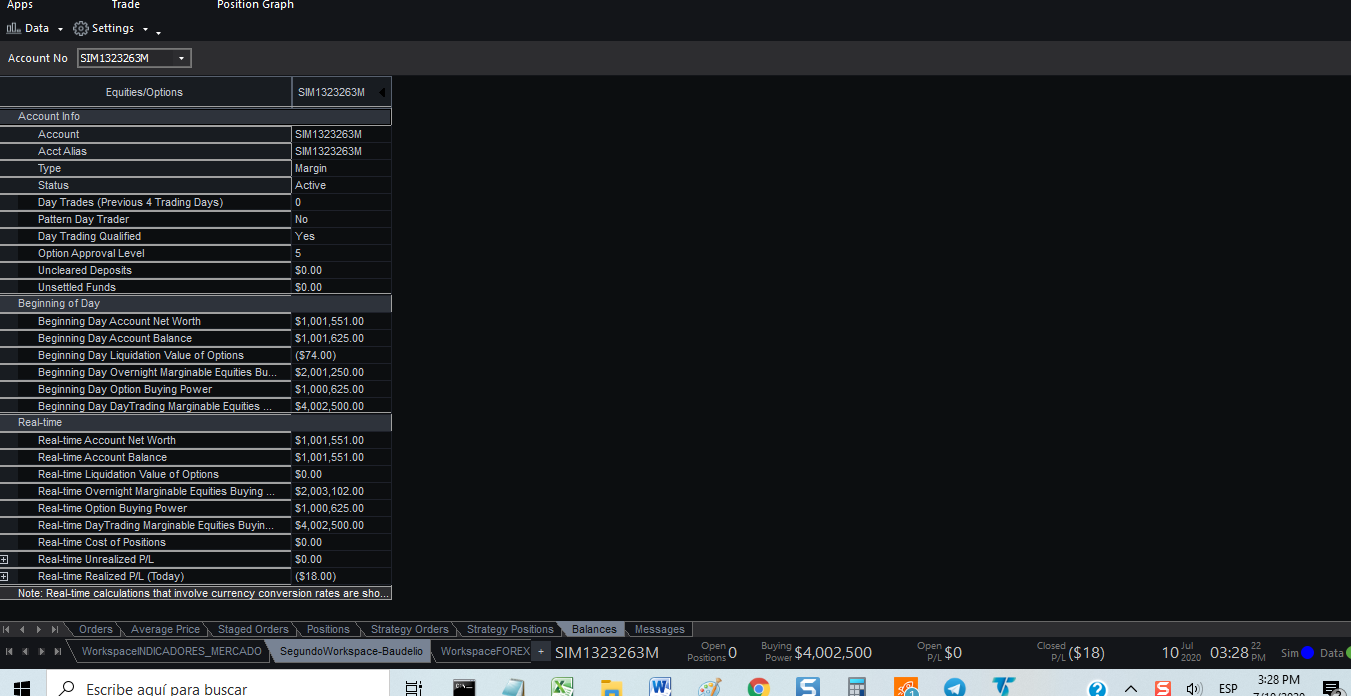 Apps Trade Position Graph
Data Settings
Account No SIM1323263M
Equities/Options SIM1323263M
Account Info
Account SIM1323263M
Acct Alias SIM1323263M
Type Margin
Status Active
Day Trades (Previous 4 Trading Days) 0
Pattern Day Trader No
Day Trading Qualified Yes
Option Approval Level 5
Uncleared Deposits $0.00
Unsettled Funds $0.00
Beginning of Day
Beginning Day Account Net Worth $1,001,551.00
Beginning Day Account Balance $1,001,625.00
Beginning Day Liquidation Value of Options ($74.00)
Beginning Day Overnight Marginable Equities Bu... $2,001,250.00
Beginning Day Option Buying Power $1,000,625.00
Beginning Day DayTrading Marginable Equities ... $4,002,500.00
Real-time
Real-time Account Net Worth $1,001,551.00
Real-time Account Balance $1,001,551.00
Real-time Liquidation Value of Options $0.00
Real-time Overnight Marginable Equities Buying ... $2,003,102.00
Real-time Option Buying Power $1,000,625.00
Real-time DayTrading Marginable Equities Buyin... $4,002,500.00
Real-time Cost of Positions $0.00
Real-time Unrealized P/L $0.00
Real-time Realized P/L (Today) ($18.00)
Note: Real-time calculations that involve currency conversion rates are sho...
Orders Average Price Staged Orders Positions Strategy Orders Strategy Positions Balances Messages
WorkspaceINDICADORES_MERCADO SegundoWorkspace-Baudelio WorkspaceFOREX + SIM1323263M Open Positions 0 Buying Power $4,002,500 Open P/L $0 Closed P/L ($18) 10 Jul 2020 03:28 22 PM Sim Data
Escribe aquí para buscar ESP 3:28 PM